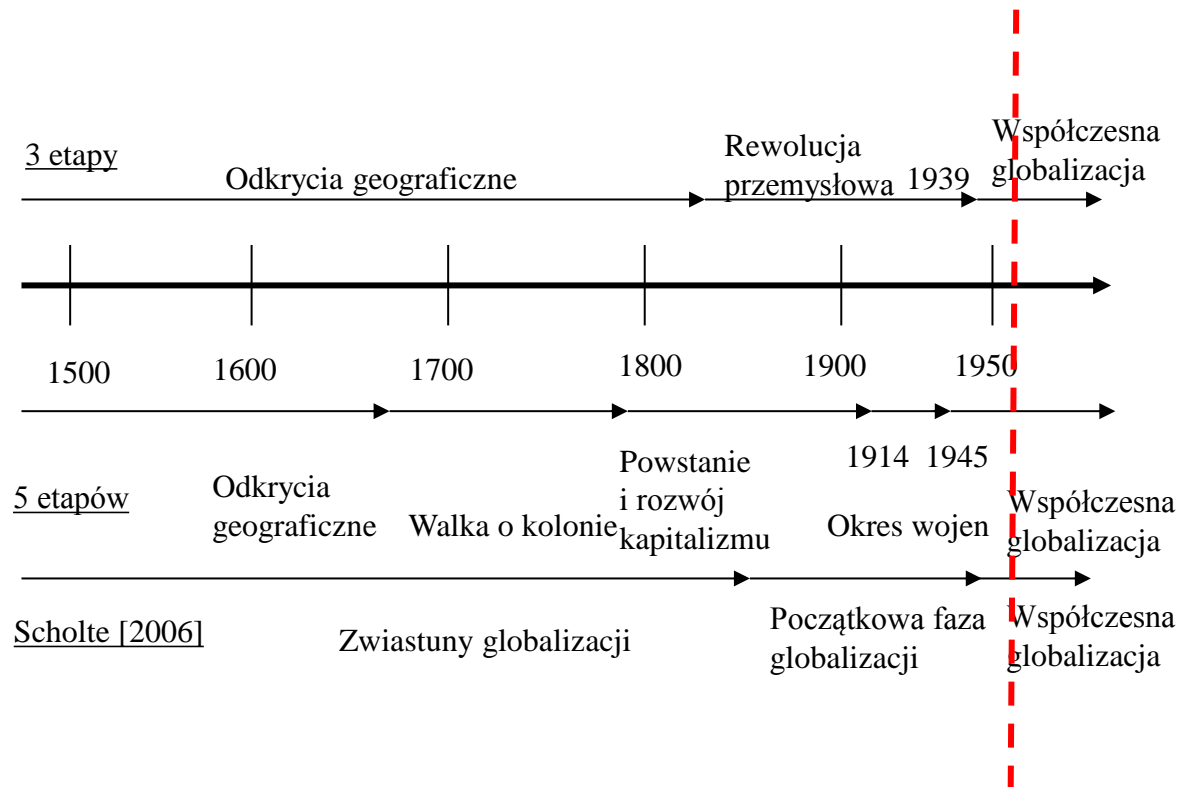 3 etapy
Odkrycia geograficzne
Rewolucja
przemysłowa
1939
Współczesna
globalizacja
1500
1600
1700
1800
1900
1950
5 etapów
Odkrycia
geograficzne
Walka o kolonie
Powstanie
i rozwój
kapitalizmu
1914
1945
Okres wojen
Współczesna
globalizacja
Scholte [2006]
Zwiastuny globalizacji
Początkowa faza
globalizacji
Współczesna
globalizacja